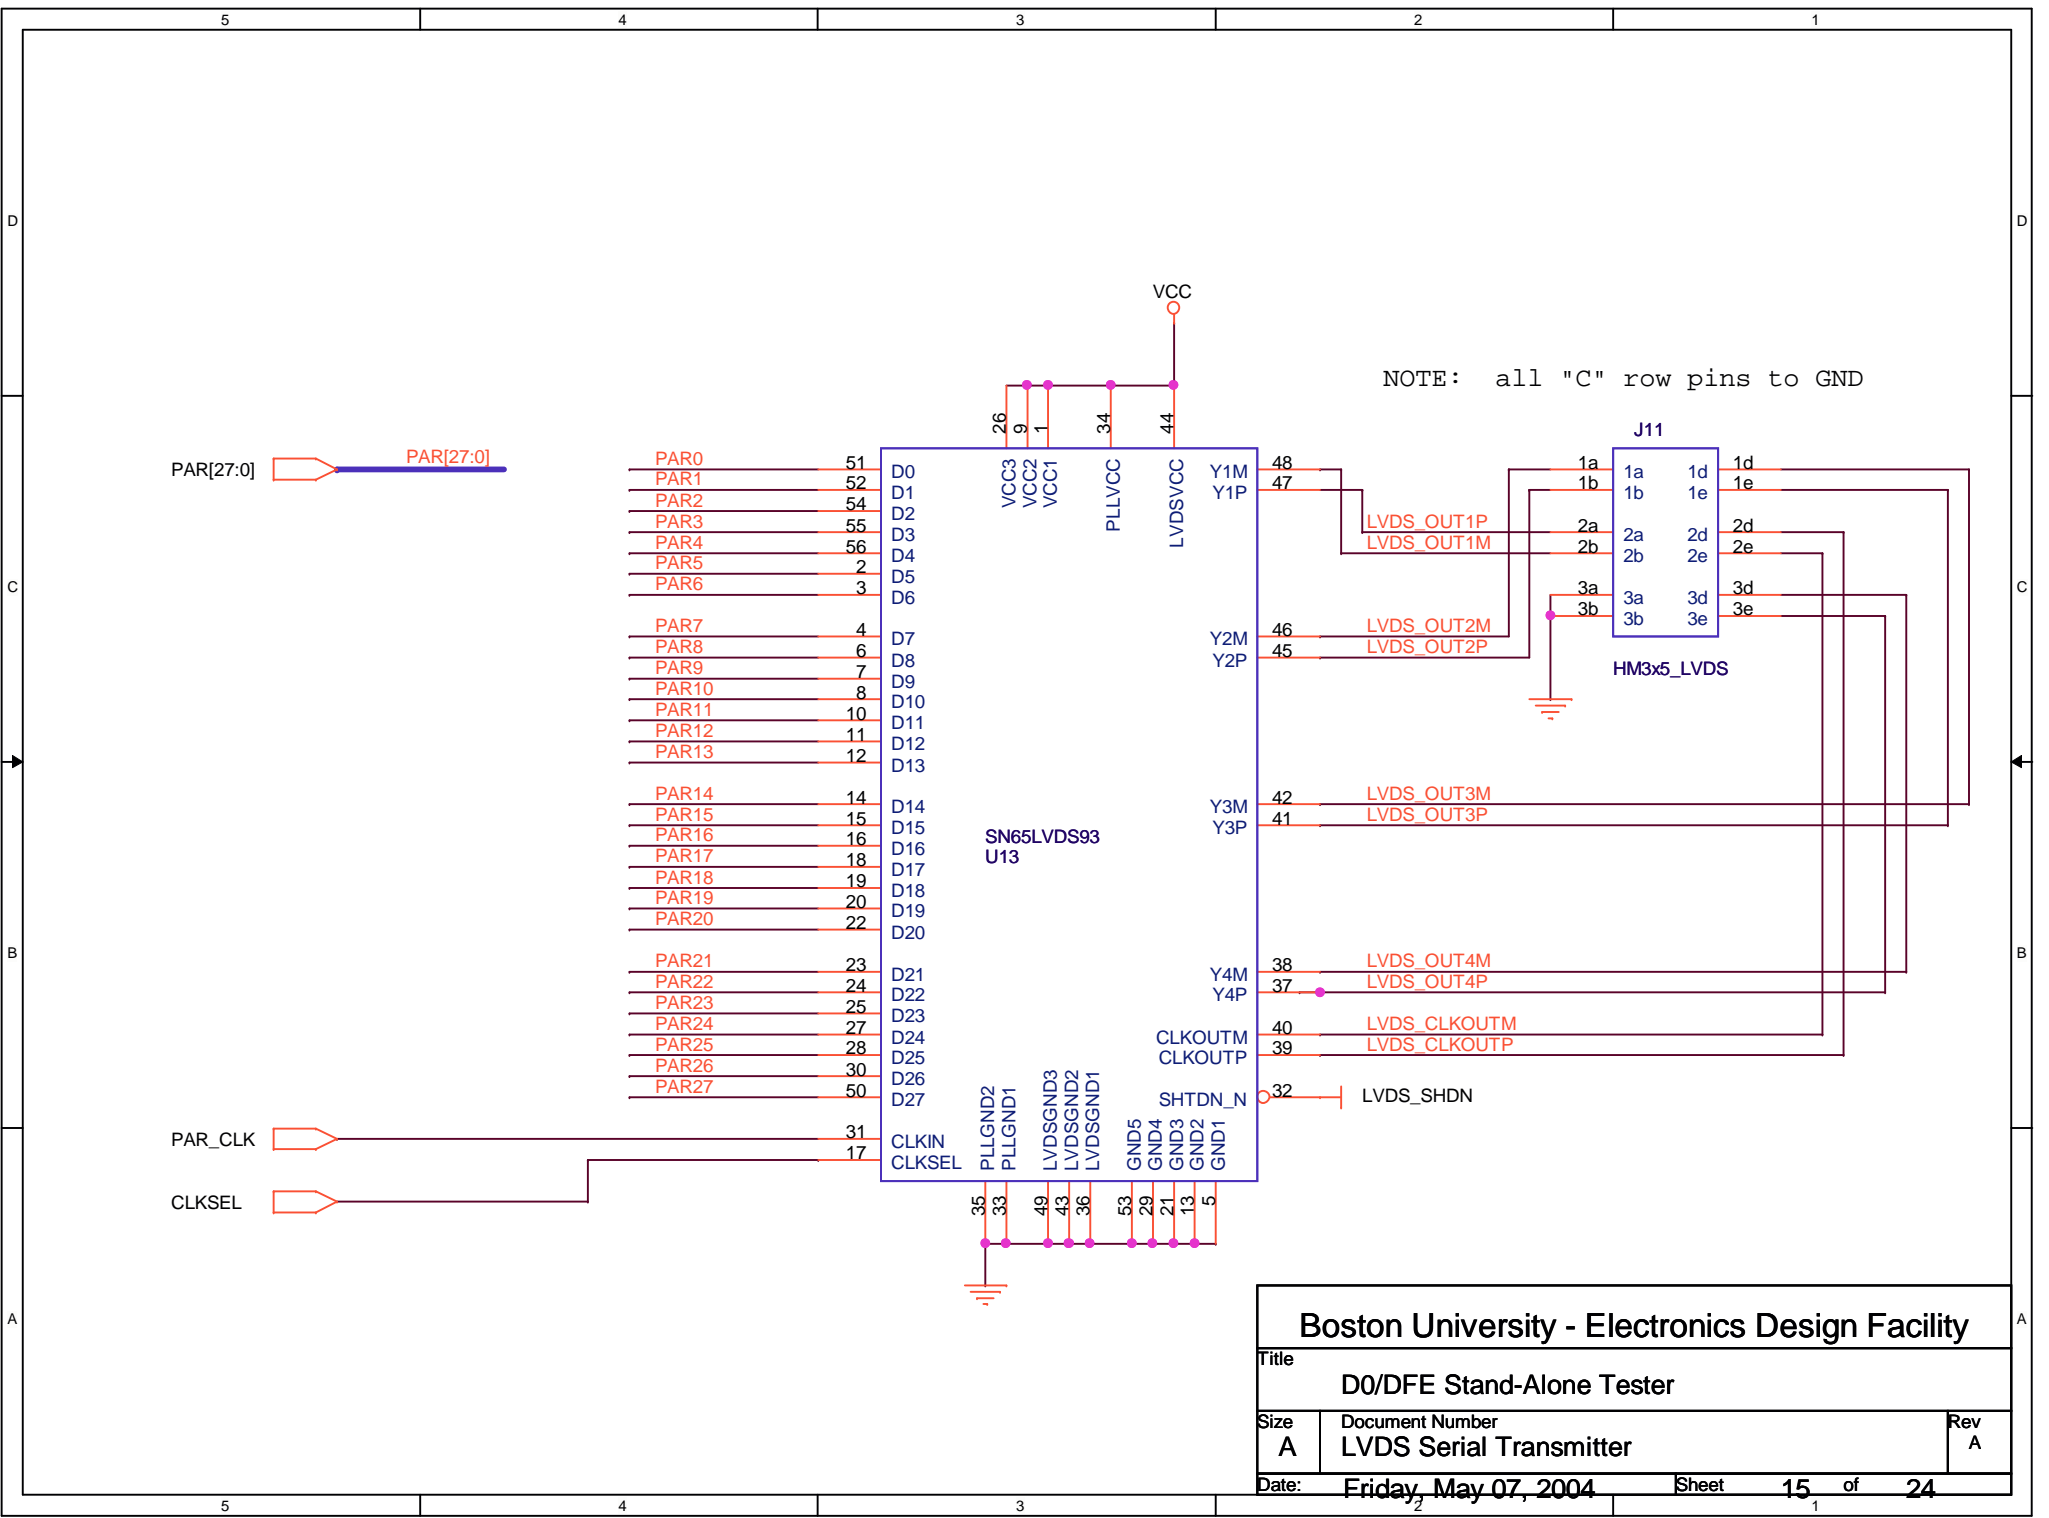 5 4 3 2 1
D D
VCC
NOTE: all "C" row pins to GND
26 9 1 34 44
J11
PAR[27:0] PAR[27:0]
VCC3 VCC2 VCC1 PLLVCC LVDSVCC
PAR0 51 D0
PAR1 52 D1
PAR2 54 D2
PAR3 55 D3
PAR4 56 D4
PAR5 2 D5
PAR6 3 D6
PAR7 4 D7
PAR8 6 D8
PAR9 7 D9
PAR10 8 D10
PAR11 10 D11
PAR12 11 D12
PAR13 12 D13
PAR14 14 D14
PAR15 15 D15
PAR16 16 D16
PAR17 18 D17
PAR18 19 D18
PAR19 20 D19
PAR20 22 D20
PAR21 23 D21
PAR22 24 D22
PAR23 25 D23
PAR24 27 D24
PAR25 28 D25
PAR26 30 D26
PAR27 50 D27
PAR_CLK 31 CLKIN
17 CLKSEL
CLKSEL
SN65LVDS93
U13
Y1M 48
Y1P 47
LVDS_OUT1P
LVDS_OUT1M
Y2M 46 LVDS_OUT2M
Y2P 45 LVDS_OUT2P
Y3M 42 LVDS_OUT3M
Y3P 41 LVDS_OUT3P
Y4M 38 LVDS_OUT4M
Y4P 37 LVDS_OUT4P
CLKOUTM 40 LVDS_CLKOUTM
CLKOUTP 39 LVDS_CLKOUTP
SHTDN_N 32 LVDS_SHDN
1a 1a 1d 1d
1b 1b 1e 1e
2a 2a 2d 2d
2b 2b 2e 2e
3a 3a 3d 3d
3b 3b 3e 3e
HM3x5_LVDS
PLLGND2 PLLGND1 LVDSGND3 LVDSGND2 LVDSGND1 GND5 GND4 GND3 GND2 GND1
35 33 49 43 36 53 29 21 13 5
C C
B B
A A
Boston University - Electronics Design Facility
Title
D0/DFE Stand-Alone Tester
Size Document Number Rev
A LVDS Serial Transmitter A
Date: Friday, May 07, 2004 Sheet 15 of 24
5 4 3 2 1